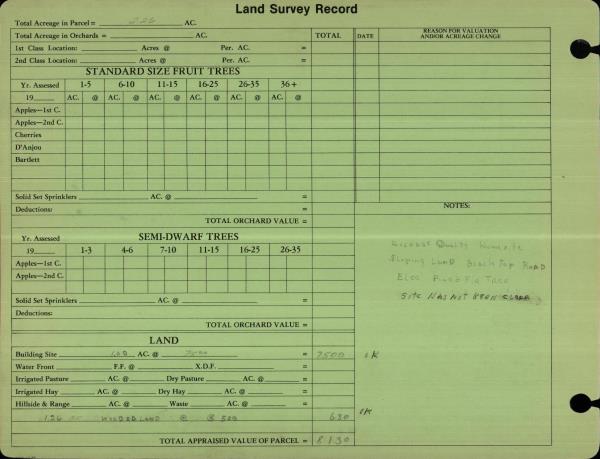 Land Survey Record
Total Acreage in Parcel = 2.26 AC.
Total Acreage in Orchards = AC. TOTAL DATE REASON FOR VALUATION AND/OR ACREAGE CHANGE
1st Class Location: Acres @ Per. AC. =
2nd Class Location: Acres @ Per. AC. =
STANDARD SIZE FRUIT TREES
Yr. Assessed 1-5 6-10 11-15 16-25 26-35 36+
19 AC. @ AC. @ AC. @ AC. @ AC. @ AC. @
Apples—1st C.
Apples—2nd C.
Cherries
D'Anjou
Bartlett
Solid Set Sprinklers AC. @ =
Deductions: =
TOTAL ORCHARD VALUE =
NOTES:
SEMI-DWARF TREES
Yr. Assessed
19 1-3 4-6 7-10 11-15 16-25 26-35
Apples—1st C.
Apples—2nd C.
Quality Homesite
Sloping Land Black Top Road
Elec Tree
Site Has Not Been
Solid Set Sprinklers AC. @ =
Deductions:
TOTAL ORCHARD VALUE =
LAND
Building Site 1.00 AC. @ 7500 = 7500 OK
Water Front F.F. @ X.D.F. =
Irrigated Pasture AC. @ Dry Pasture AC. @ =
Irrigated Hay AC. @ Dry Hay AC. @ =
Hillside & Range AC. @ Waste AC. @ =
1.26 AC WOODED LAND @ @ 500 630 OK
TOTAL APPRAISED VALUE OF PARCEL = 8130